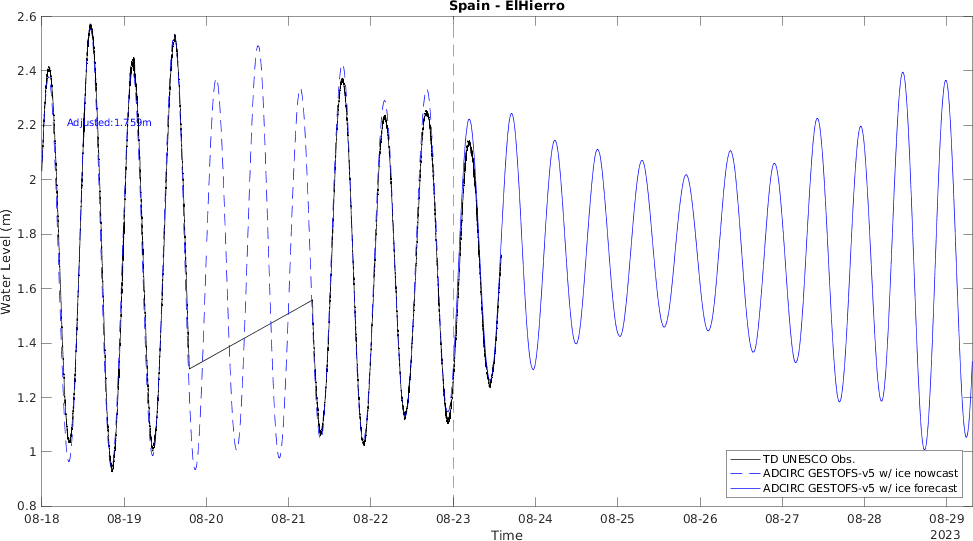 Spain - ElHierro
2.6
2.4
2.2
2
1.8
1.6
1.4
1.2
1
0.8
Water Level (m)
Adjusted:1.759m
TD UNESCO Obs.
ADCIRC GESTOFS-v5 w/ ice nowcast
ADCIRC GESTOFS-v5 w/ ice forecast
08-18 08-19 08-20 08-21 08-22 08-23 08-24 08-25 08-26 08-27 08-28 08-29
2023
Time